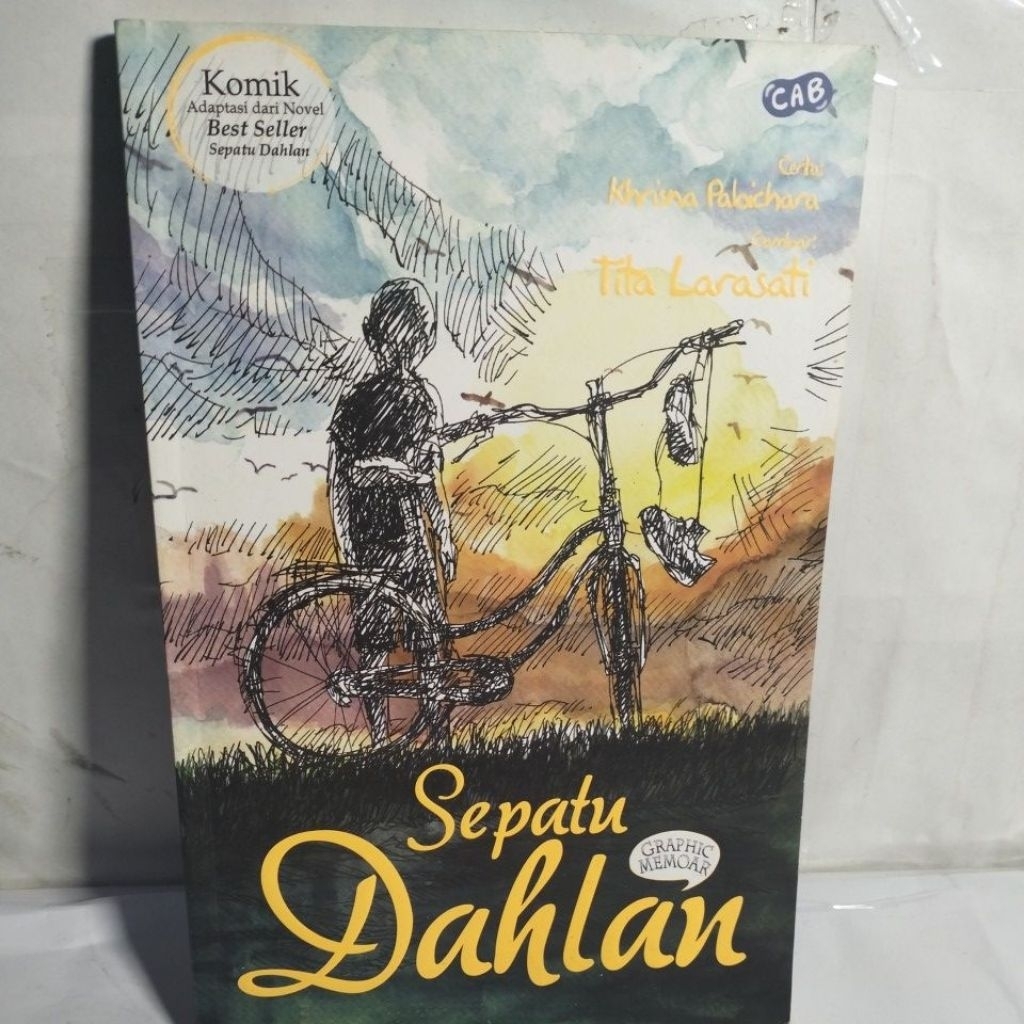 Komik
Adaptasi dari Novel
Best Seller
Sepatu Dahlan
CAB
Cerita:
Khrisna Pabichara
Gambar:
Tita Larasati
Sepatu
Dahlan
GRAPHIC
MEMOAR